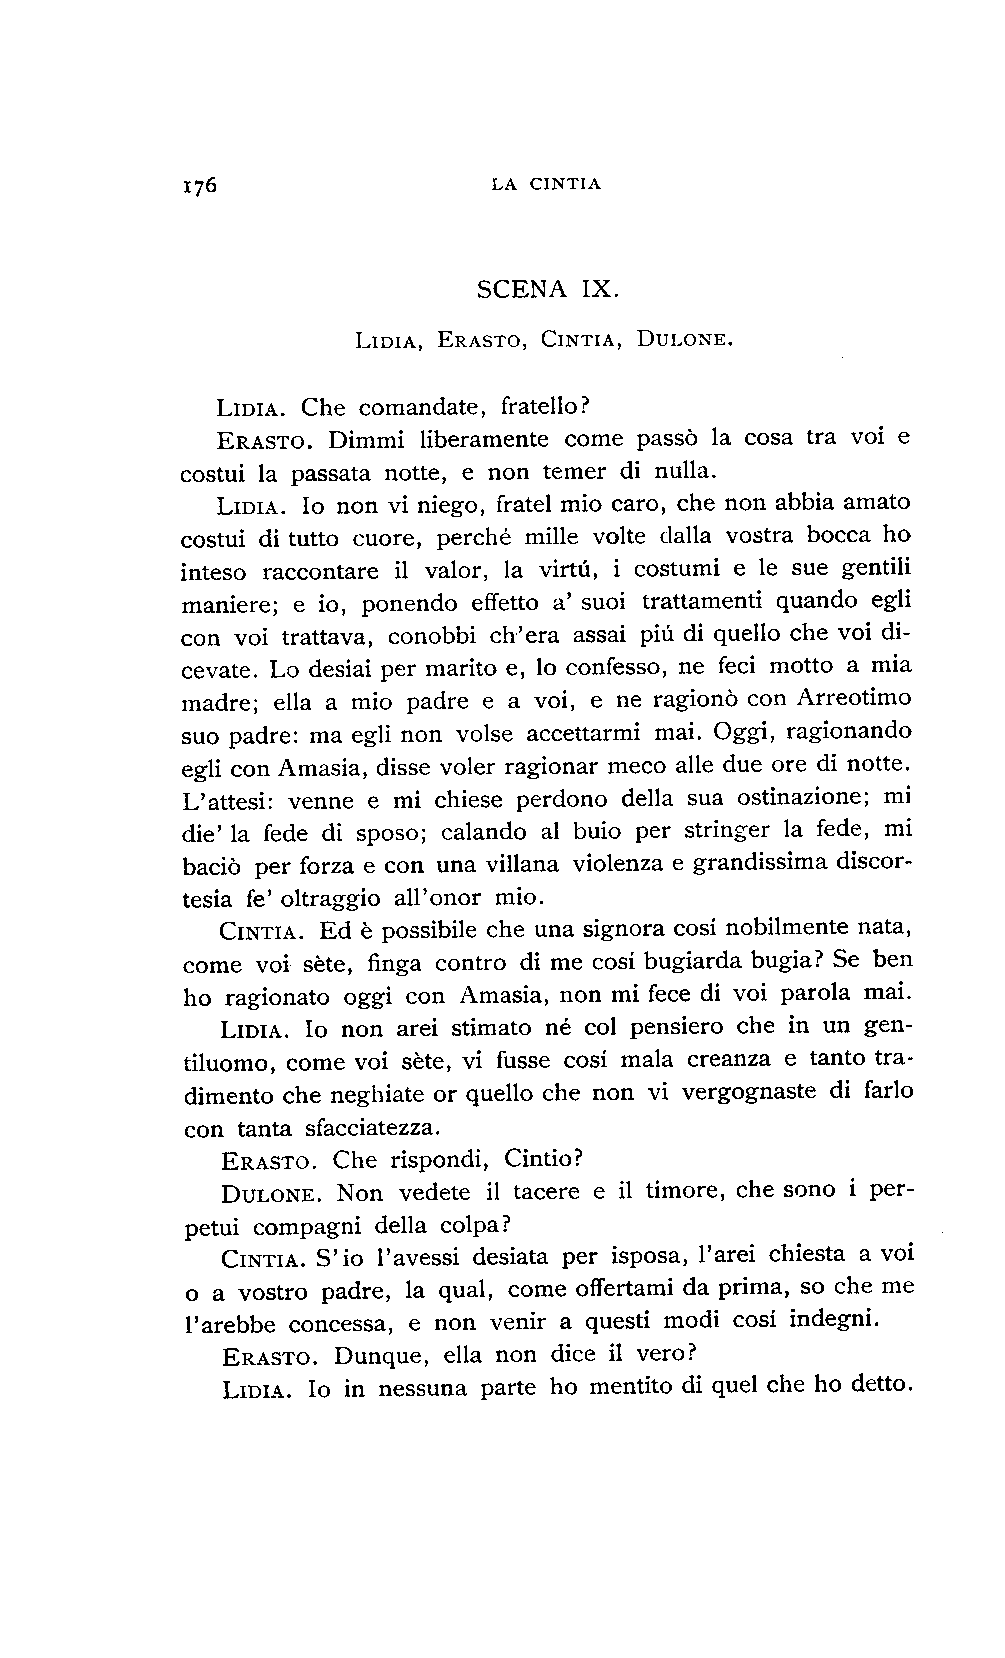 176 LA CINTIA
SCENA IX.
LIDIA, ERASTO, CINTIA, DULONE.
LIDIA. Che comandate, fratello?
ERASTO. Dimmi liberamente come passò la cosa tra voi e
costui la passata notte, e non temer di nulla.
LIDIA. Io non vi niego, fratel mio caro, che non abbia amato
costui di tutto cuore, perché mille volte dalla vostra bocca ho
inteso raccontare il valor, la virtú, i costumi e le sue gentili
maniere; e io, ponendo effetto a' suoi trattamenti quando egli
con voi trattava, conobbi ch'era assai piú di quello che voi di-
cevate. Lo desiai per marito e, lo confesso, ne feci motto a mia
madre; ella a mio padre e a voi, e ne ragionò con Arreotimo
suo padre: ma egli non volse accettarmi mai. Oggi, ragionando
egli con Amasia, disse voler ragionar meco alle due ore di notte.
L'attesi: venne e mi chiese perdono della sua ostinazione; mi
die' la fede di sposo; calando al buio per stringer la fede, mi
baciò per forza e con una villana violenza e grandissima discor-
tesia fe' oltraggio all'onor mio.
CINTIA. Ed è possibile che una signora cosí nobilmente nata,
come voi sète, finga contro di me cosí bugiarda bugia? Se ben
ho ragionato oggi con Amasia, non mi fece di voi parola mai.
LIDIA. Io non arei stimato né col pensiero che in un gen-
tiluomo, come voi sète, vi fusse cosí mala creanza e tanto tra-
dimento che neghiate or quello che non vi vergognaste di farlo
con tanta sfacciatezza.
ERASTO. Che rispondi, Cintio?
DULONE. Non vedete il tacere e il timore, che sono i per-
petui compagni della colpa?
CINTIA. S'io l'avessi desiata per isposa, l'arei chiesta a voi
o a vostro padre, la qual, come offertami da prima, so che me
l'arebbe concessa, e non venir a questi modi cosí indegni.
ERASTO. Dunque, ella non dice il vero?
LIDIA. Io in nessuna parte ho mentito di quel che ho detto.